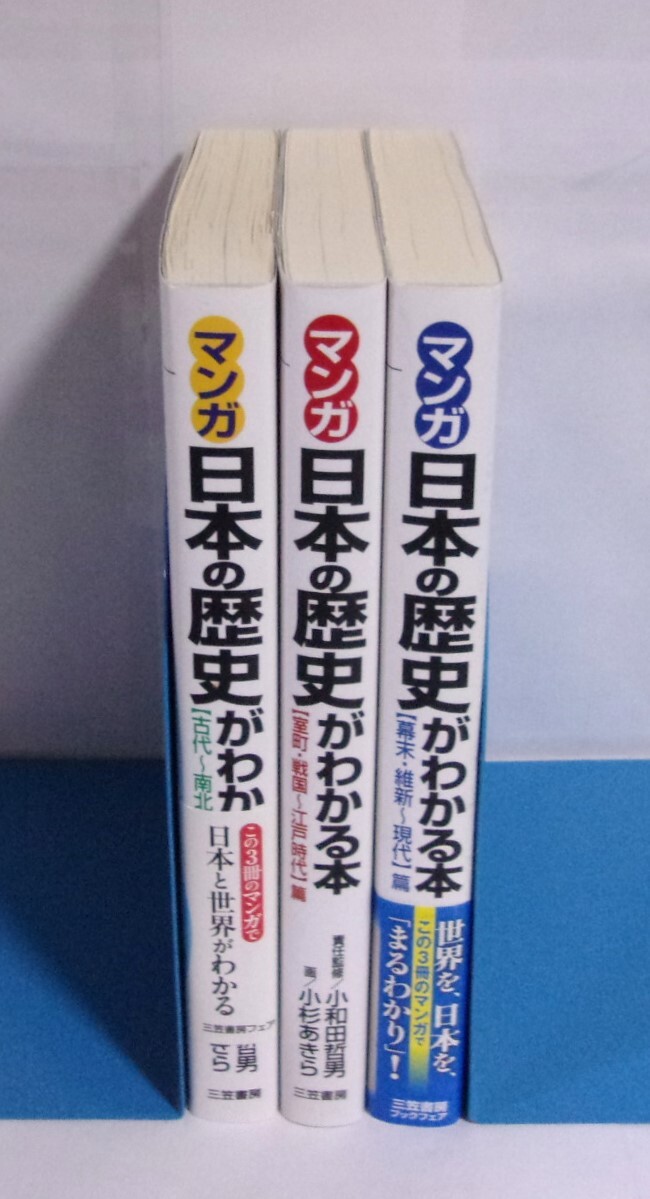 マンガ
日本の歴史がわか
【古代～南北
この3冊のマンガで
日本と世界がわかる
三笠書房フェア
哲男
きら
三笠書房
マンガ
日本の歴史がわかる本
【室町・戦国～江戸時代】篇
責任監修/小和田哲男
画/小杉あきら
三笠書房
マンガ
日本の歴史がわかる本
【幕末・維新～現代】篇
世界を、日本を、
この3冊のマンガで
「まるわかり」!
三笠書房
ブックフェア